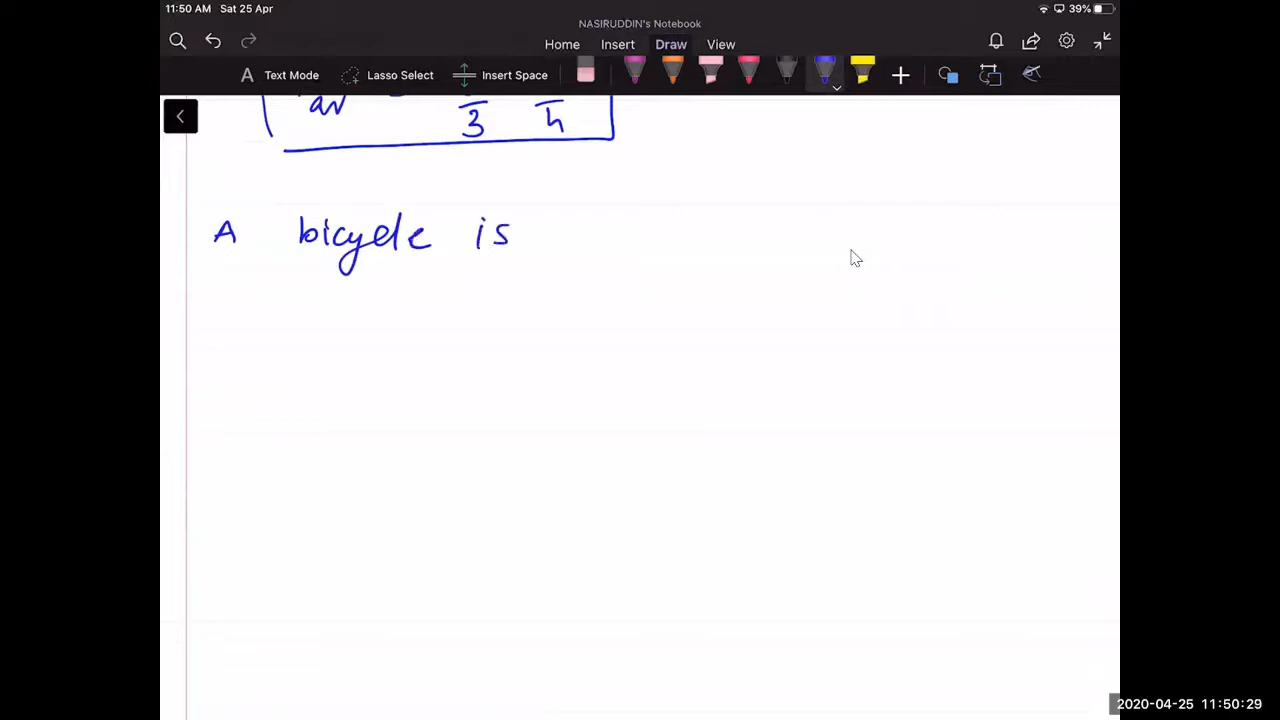 11:50 AM Sat 25 Apr
39%
NASIRUDDIN's Notebook
Home Insert Draw View
A Text Mode Lasso Select Insert Space
av
3 h
A bicycle is
2020-04-25 11:50:29